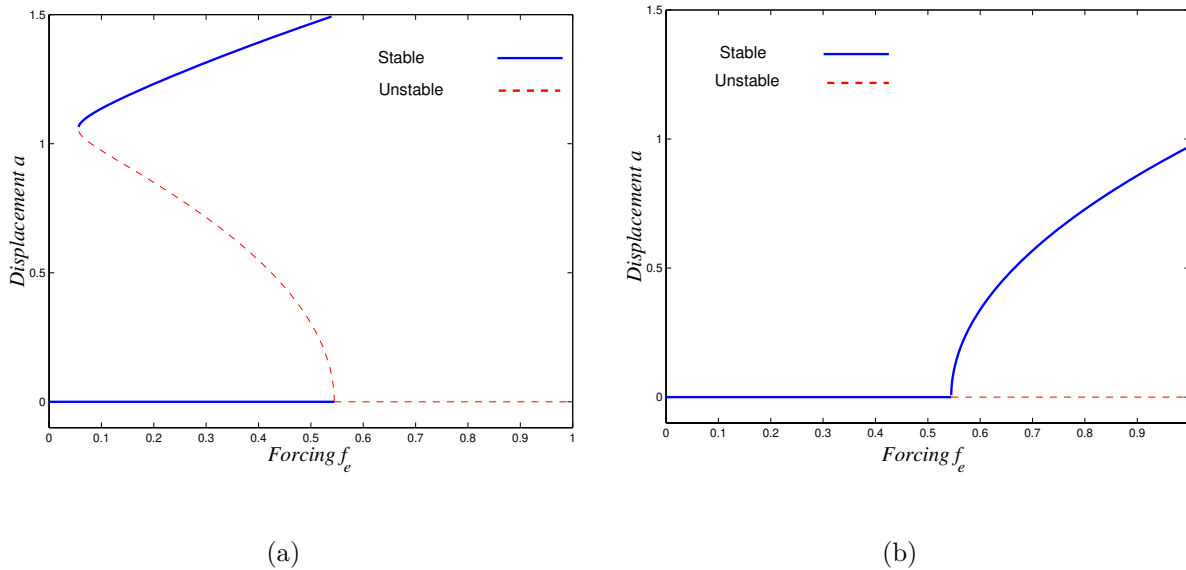 1.5
1
0.5
0
Displacement a
Stable
Unstable
0 0.1 0.2 0.3 0.4 0.5 0.6 0.7 0.8 0.9 1
Forcing f_e
(a)
1.5
1
0.5
0
Displacement a
Stable
Unstable
0 0.1 0.2 0.3 0.4 0.5 0.6 0.7 0.8 0.9
Forcing f_e
(b)